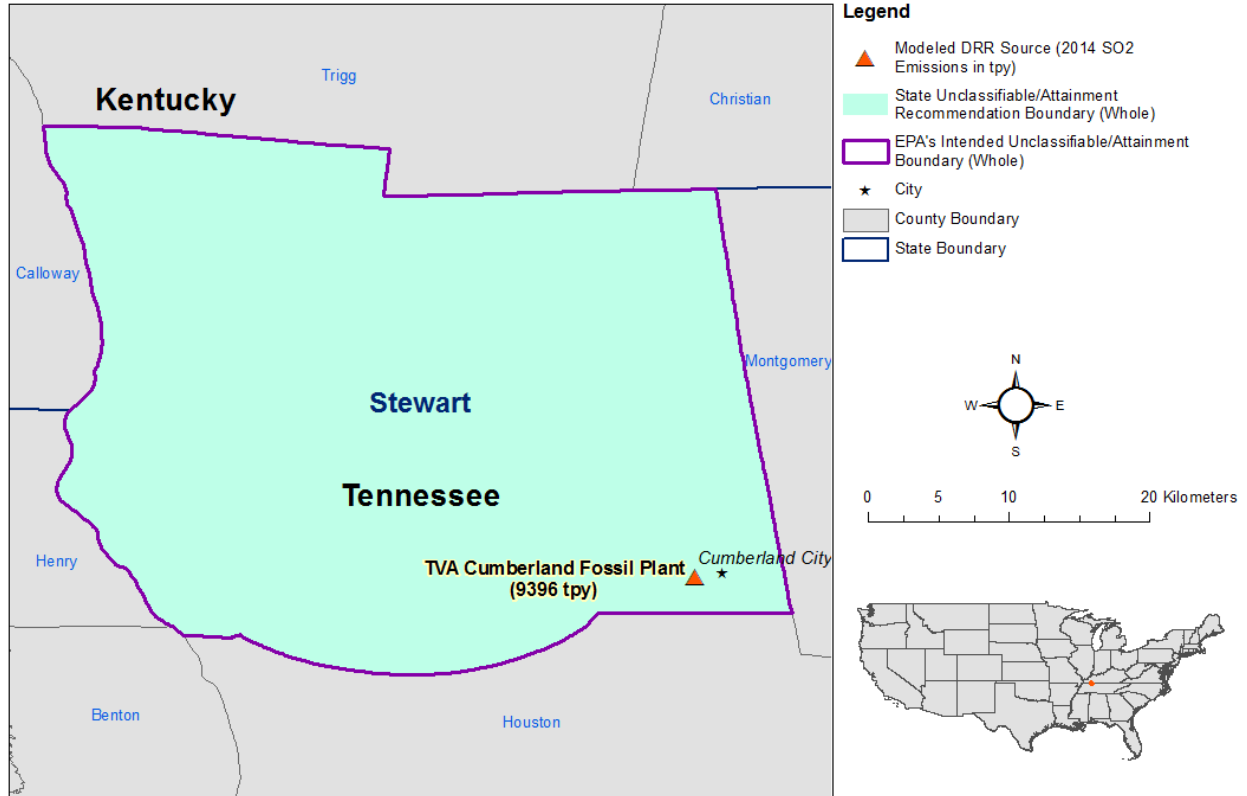 Trigg
Kentucky
Christian
Calloway
Montgomery
Stewart
Tennessee
Cumberland City
TVA Cumberland Fossil Plant
(9396 tpy)
Henry
Benton
Houston
Legend
Modeled DRR Source (2014 SO2
Emissions in tpy)
State Unclassifiable/Attainment
Recommendation Boundary (Whole)
EPA's Intended Unclassifiable/Attainment
Boundary (Whole)
City
County Boundary
State Boundary
N
W E
S
0 5 10 20 Kilometers